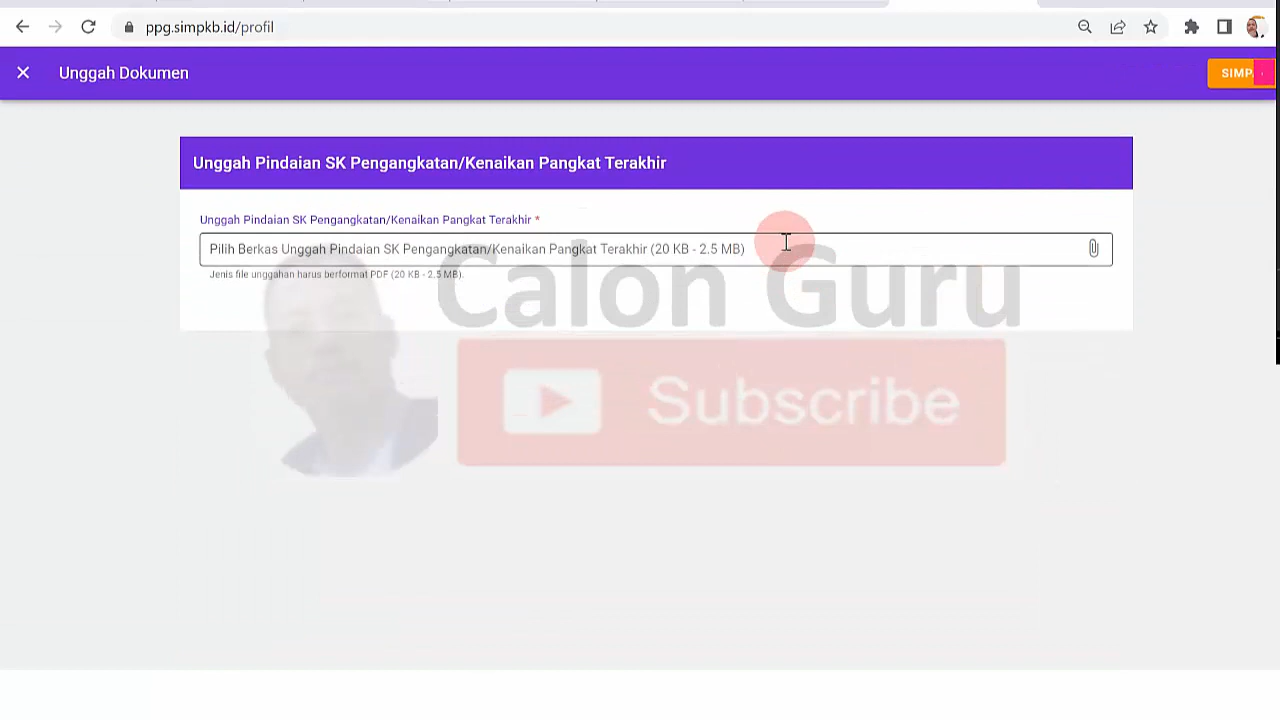 ppg.simpkb.id/profil
Unggah Dokumen
SIMP
Unggah Pindaian SK Pengangkatan/Kenaikan Pangkat Terakhir
Unggah Pindaian SK Pengangkatan/Kenaikan Pangkat Terakhir *
Pilih Berkas Unggah Pindaian SK Pengangkatan/Kenaikan Pangkat Terakhir (20 KB - 2.5 MB)
Jenis file unggahan harus berformat PDF (20 KB - 2.5 MB).
Calon Guru
Subscribe